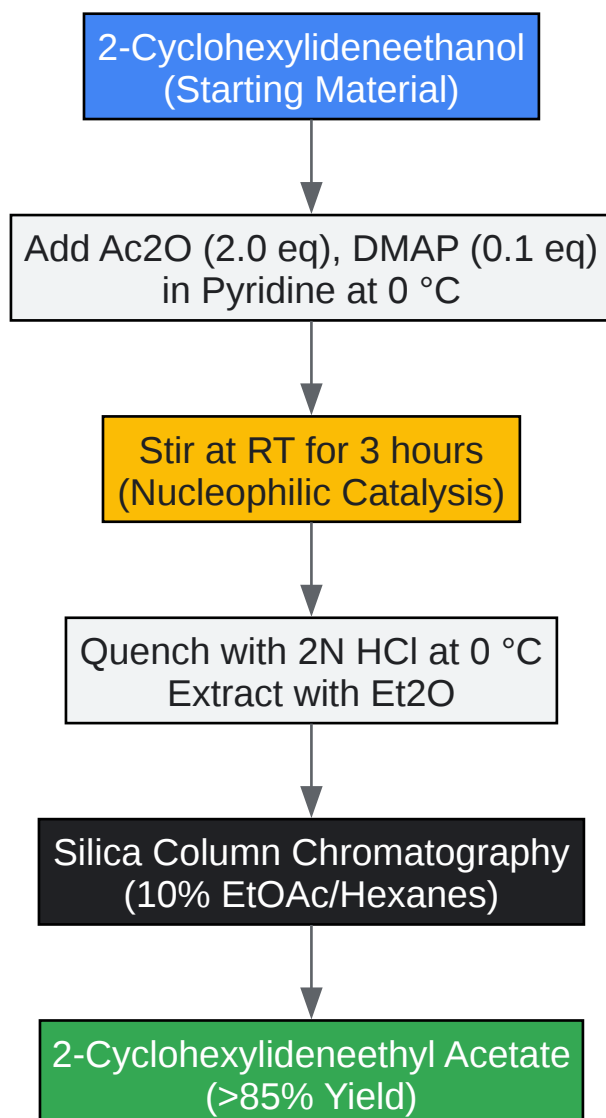 2-Cyclohexylideneethanol
(Starting Material)
Add Ac2O (2.0 eq), DMAP (0.1 eq)
in Pyridine at 0 °C
Stir at RT for 3 hours
(Nucleophilic Catalysis)
Quench with 2N HCl at 0 °C
Extract with Et2O
Silica Column Chromatography
(10% EtOAc/Hexanes)
2-Cyclohexylideneethyl Acetate
(>85% Yield)